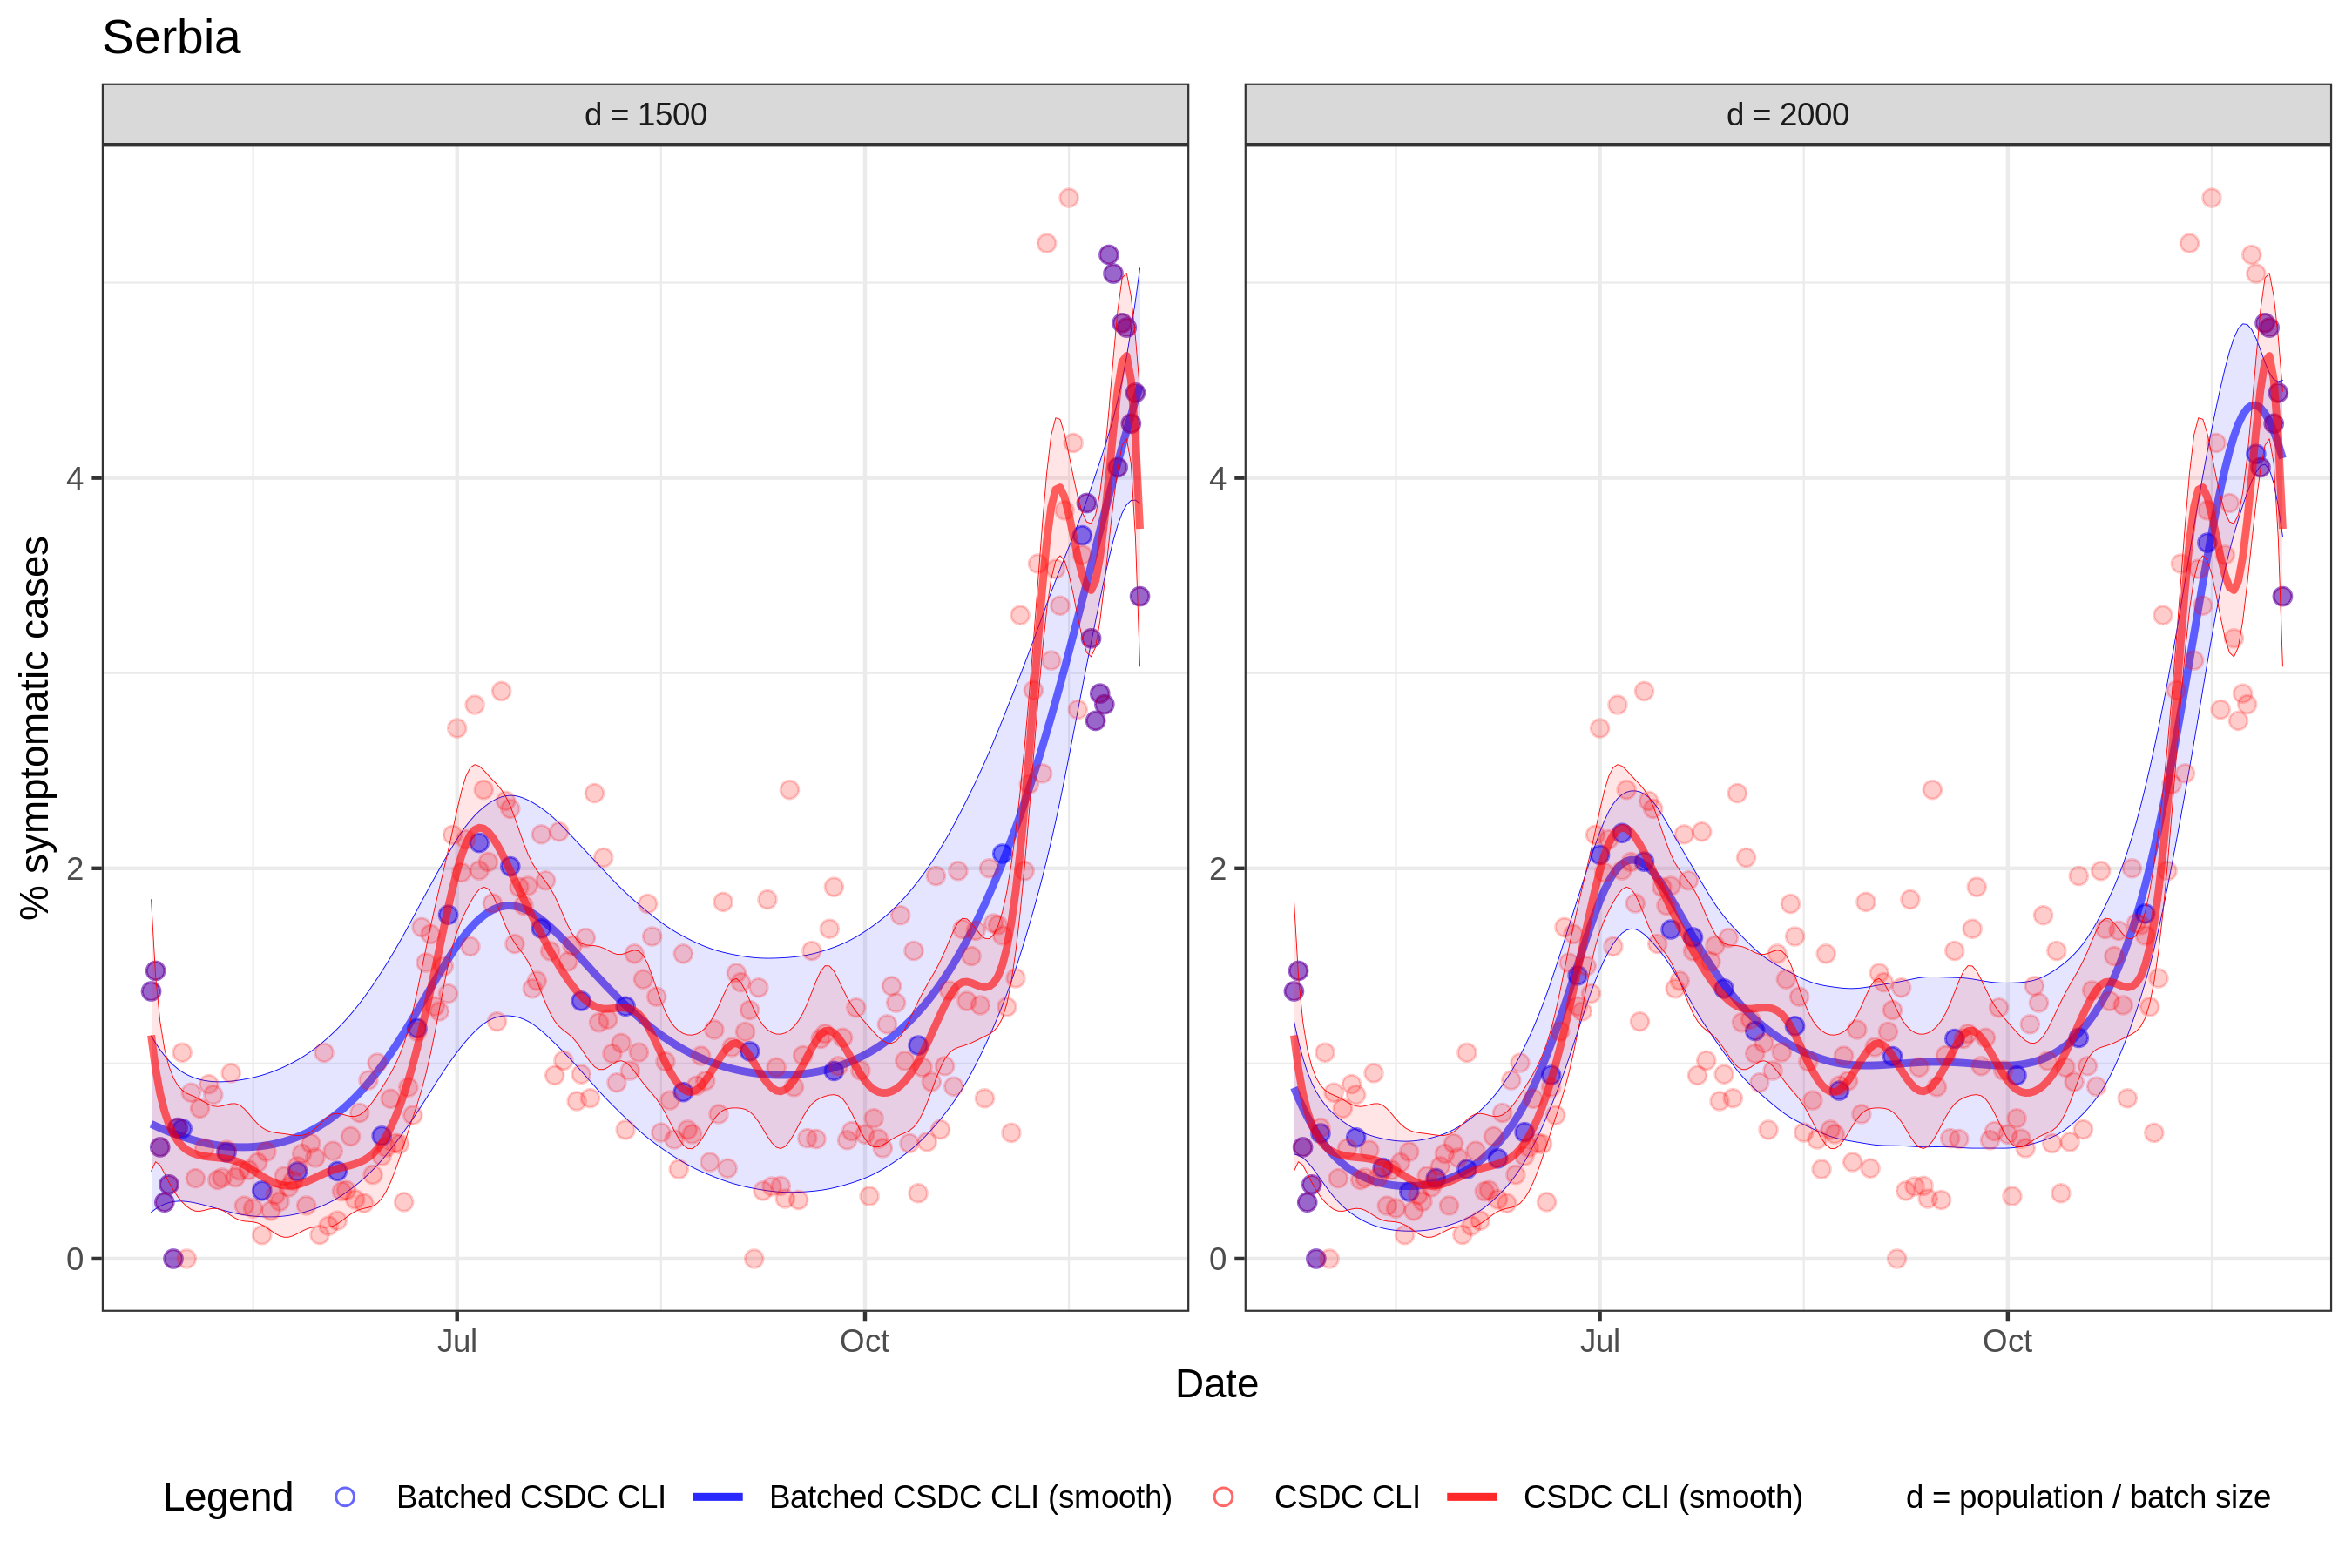 Serbia
d = 1500
d = 2000
% symptomatic cases
4
2
0
4
2
0
Jul
Oct
Jul
Oct
Date
Legend Batched CSDC CLI Batched CSDC CLI (smooth) CSDC CLI CSDC CLI (smooth) d = population / batch size